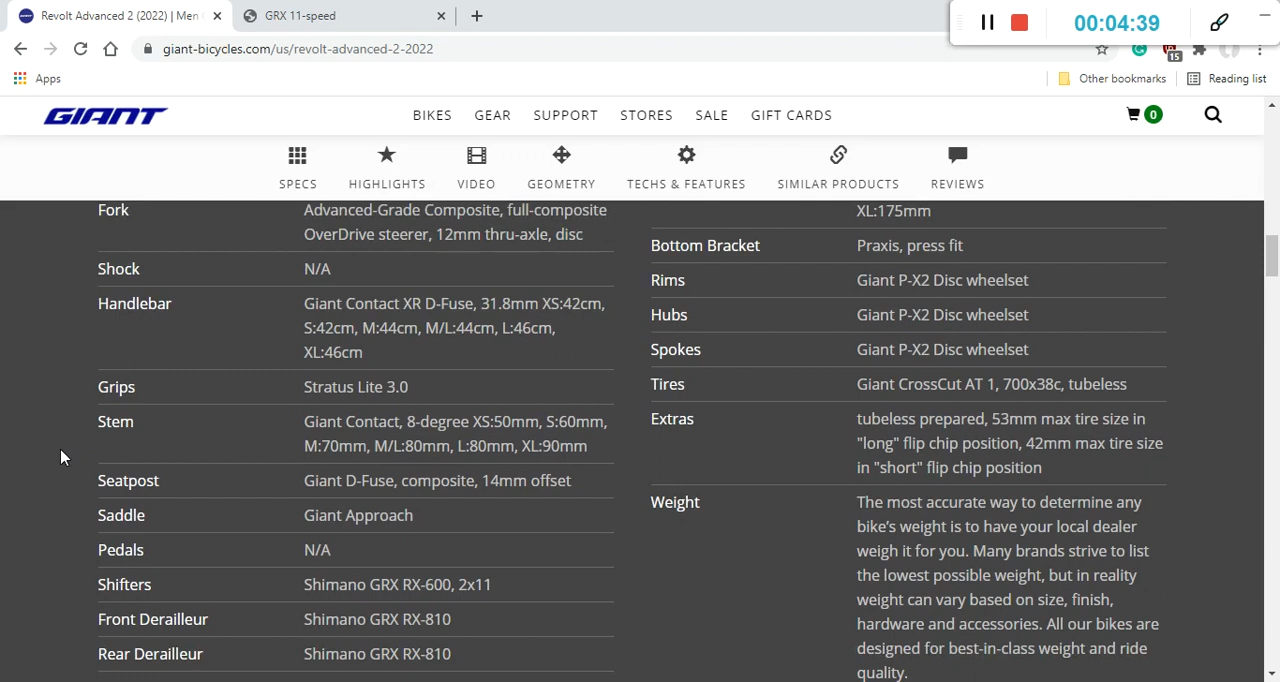 Revolt Advanced 2 (2022) | Men
GRX 11-speed
00:04:39
giant-bicycles.com/us/revolt-advanced-2-2022
15
Apps
Other bookmarks
Reading list
GIANT
BIKES GEAR SUPPORT STORES SALE GIFT CARDS
0
SPECS HIGHLIGHTS VIDEO GEOMETRY TECHS & FEATURES SIMILAR PRODUCTS REVIEWS
Fork
Advanced-Grade Composite, full-composite
OverDrive steerer, 12mm thru-axle, disc
Shock
N/A
Handlebar
Giant Contact XR D-Fuse, 31.8mm XS:42cm,
S:42cm, M:44cm, M/L:44cm, L:46cm,
XL:46cm
Grips
Stratus Lite 3.0
Stem
Giant Contact, 8-degree XS:50mm, S:60mm,
M:70mm, M/L:80mm, L:80mm, XL:90mm
Seatpost
Giant D-Fuse, composite, 14mm offset
Saddle
Giant Approach
Pedals
N/A
Shifters
Shimano GRX RX-600, 2x11
Front Derailleur
Shimano GRX RX-810
Rear Derailleur
Shimano GRX RX-810
XL:175mm
Bottom Bracket
Praxis, press fit
Rims
Giant P-X2 Disc wheelset
Hubs
Giant P-X2 Disc wheelset
Spokes
Giant P-X2 Disc wheelset
Tires
Giant CrossCut AT 1, 700x38c, tubeless
Extras
tubeless prepared, 53mm max tire size in
"long" flip chip position, 42mm max tire size
in "short" flip chip position
Weight
The most accurate way to determine any
bike's weight is to have your local dealer
weigh it for you. Many brands strive to list
the lowest possible weight, but in reality
weight can vary based on size, finish,
hardware and accessories. All our bikes are
designed for best-in-class weight and ride
quality.